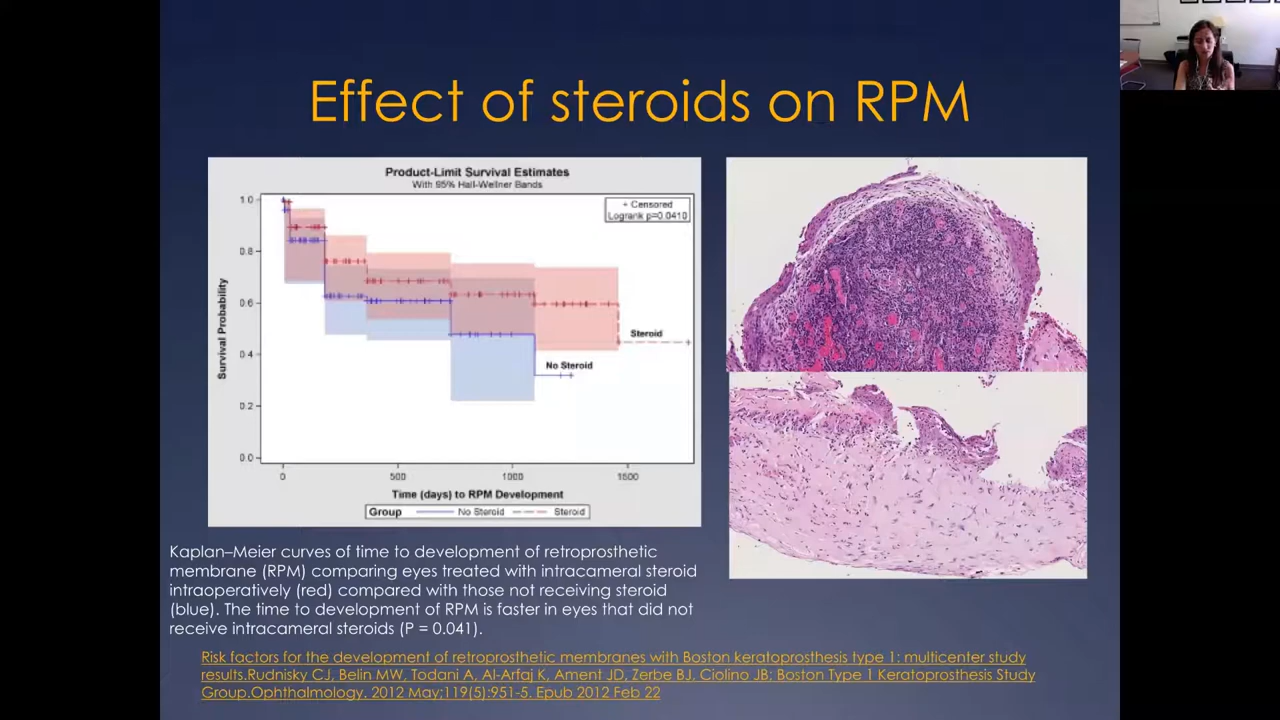 Effect of steroids on RPM
Product-Limit Survival Estimates
With 95% Hall-Wellner Bands
+ Censored
Logrank p=0.0410
1.0
0.8
0.6
0.4
0.2
0.0
Survival Probability
Steroid
No Steroid
0 500 1000 1500
Time (days) to RPM Development
Group No Steroid Steroid
Kaplan–Meier curves of time to development of retroprosthetic
membrane (RPM) comparing eyes treated with intracameral steroid
intraoperatively (red) compared with those not receiving steroid
(blue). The time to development of RPM is faster in eyes that did not
receive intracameral steroids (P = 0.041).
Risk factors for the development of retroprosthetic membranes with Boston keratoprosthesis type 1: multicenter study
results.Rudnisky CJ, Belin MW, Todani A, Al-Arfaj K, Ament JD, Zerbe BJ, Ciolino JB; Boston Type 1 Keratoprosthesis Study
Group.Ophthalmology. 2012 May;119(5):951-5. Epub 2012 Feb 22